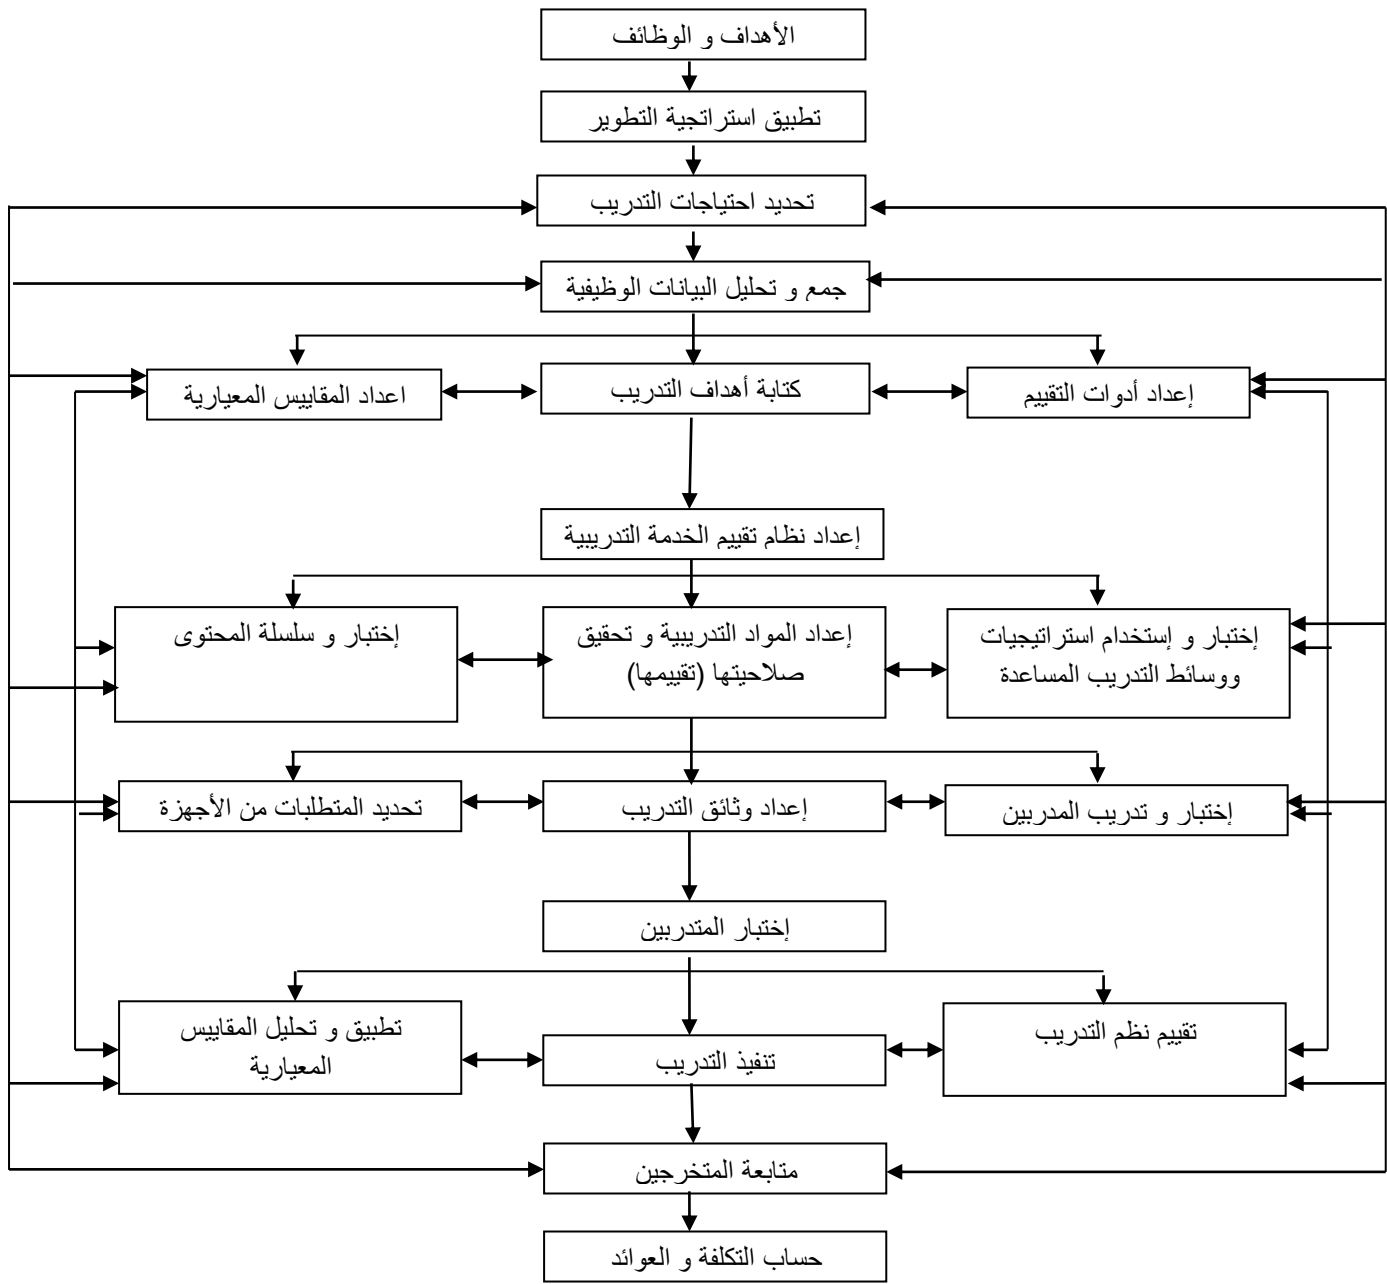 الأهداف و الوظائف
تطبيق استراتجية التطوير
تحديد احتياجات التدريب
جمع و تحليل البيانات الوظيفية
إعداد أدوات التقييم
كتابة أهداف التدريب
اعداد المقاييس المعيارية
إعداد نظام تقييم الخدمة التدريبية
إختبار و إستخدام استراتيجيات
ووسائط التدريب المساعدة
إعداد المواد التدريبية و تحقيق
صلاحيتها (تقييمها)
إختبار و سلسلة المحتوى
إختبار و تدريب المدربين
إعداد وثائق التدريب
تحديد المتطلبات من الأجهزة
إختبار المتدربين
تقييم نظم التدريب
تنفيذ التدريب
تطبيق و تحليل المقاييس
المعيارية
متابعة المتخرجين
حساب التكلفة و العوائد